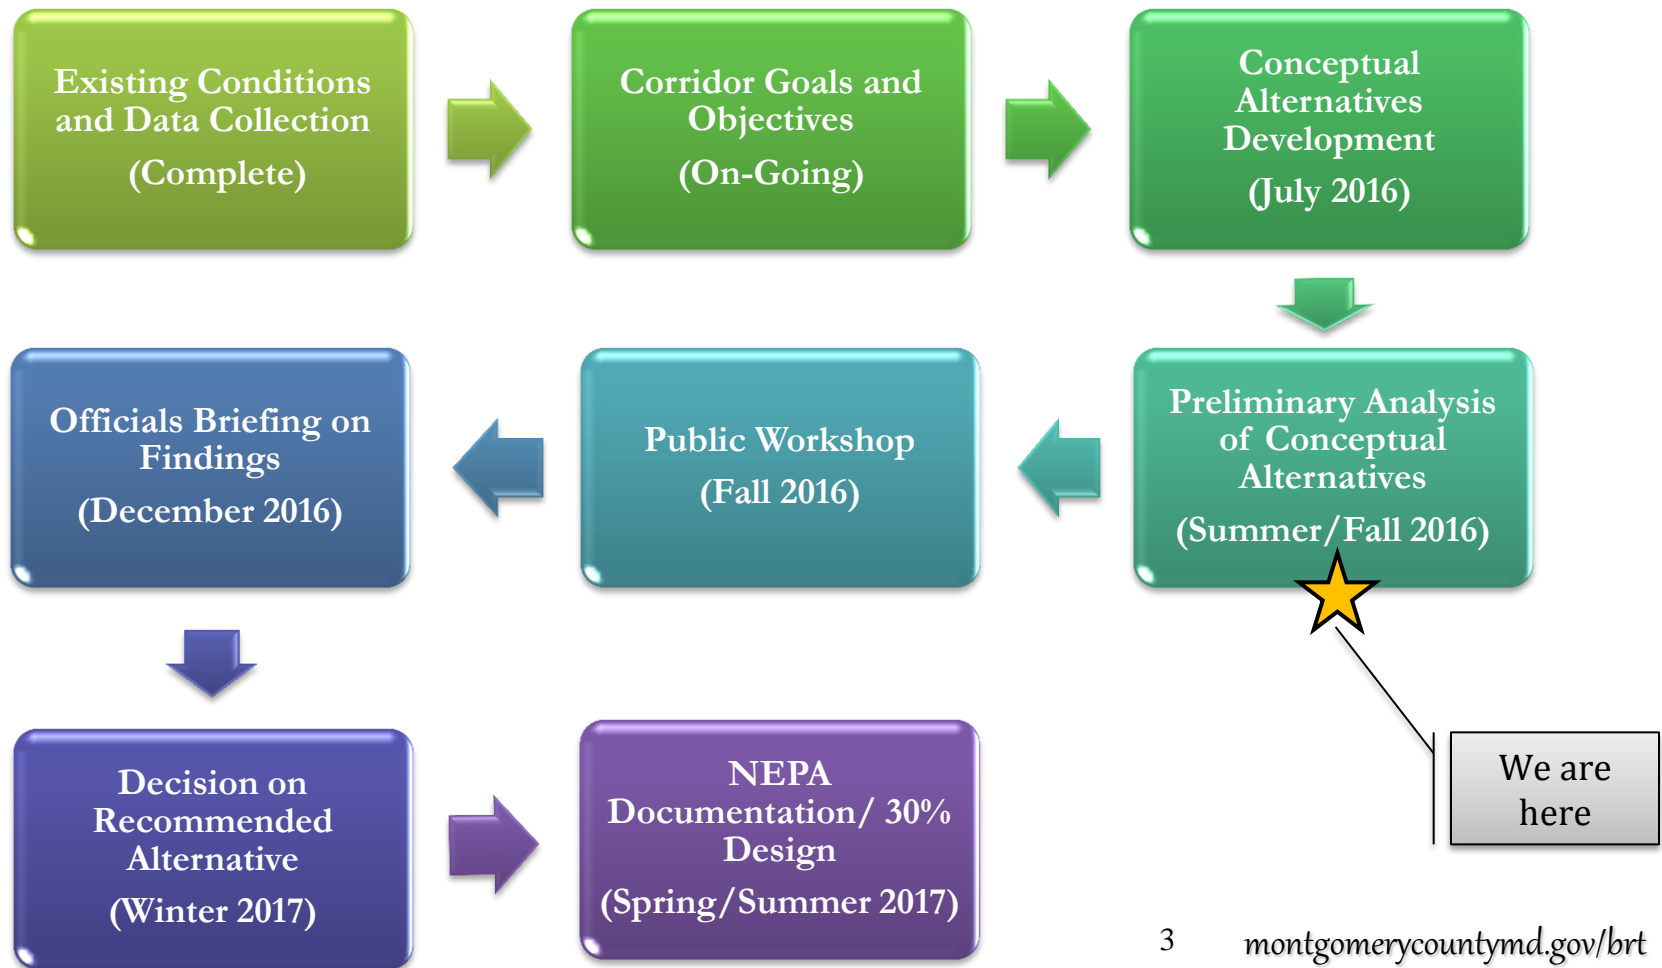 Existing Conditions
and Data Collection
(Complete)
Corridor Goals and
Objectives
(On-Going)
Conceptual
Alternatives
Development
(July 2016)
Preliminary Analysis
of Conceptual
Alternatives
(Summer/Fall 2016)
Public Workshop
(Fall 2016)
Officials Briefing on
Findings
(December 2016)
Decision on
Recommended
Alternative
(Winter 2017)
NEPA
Documentation/ 30%
Design
(Spring/Summer 2017)
We are
here
3 montgomerycountymd.gov/brt